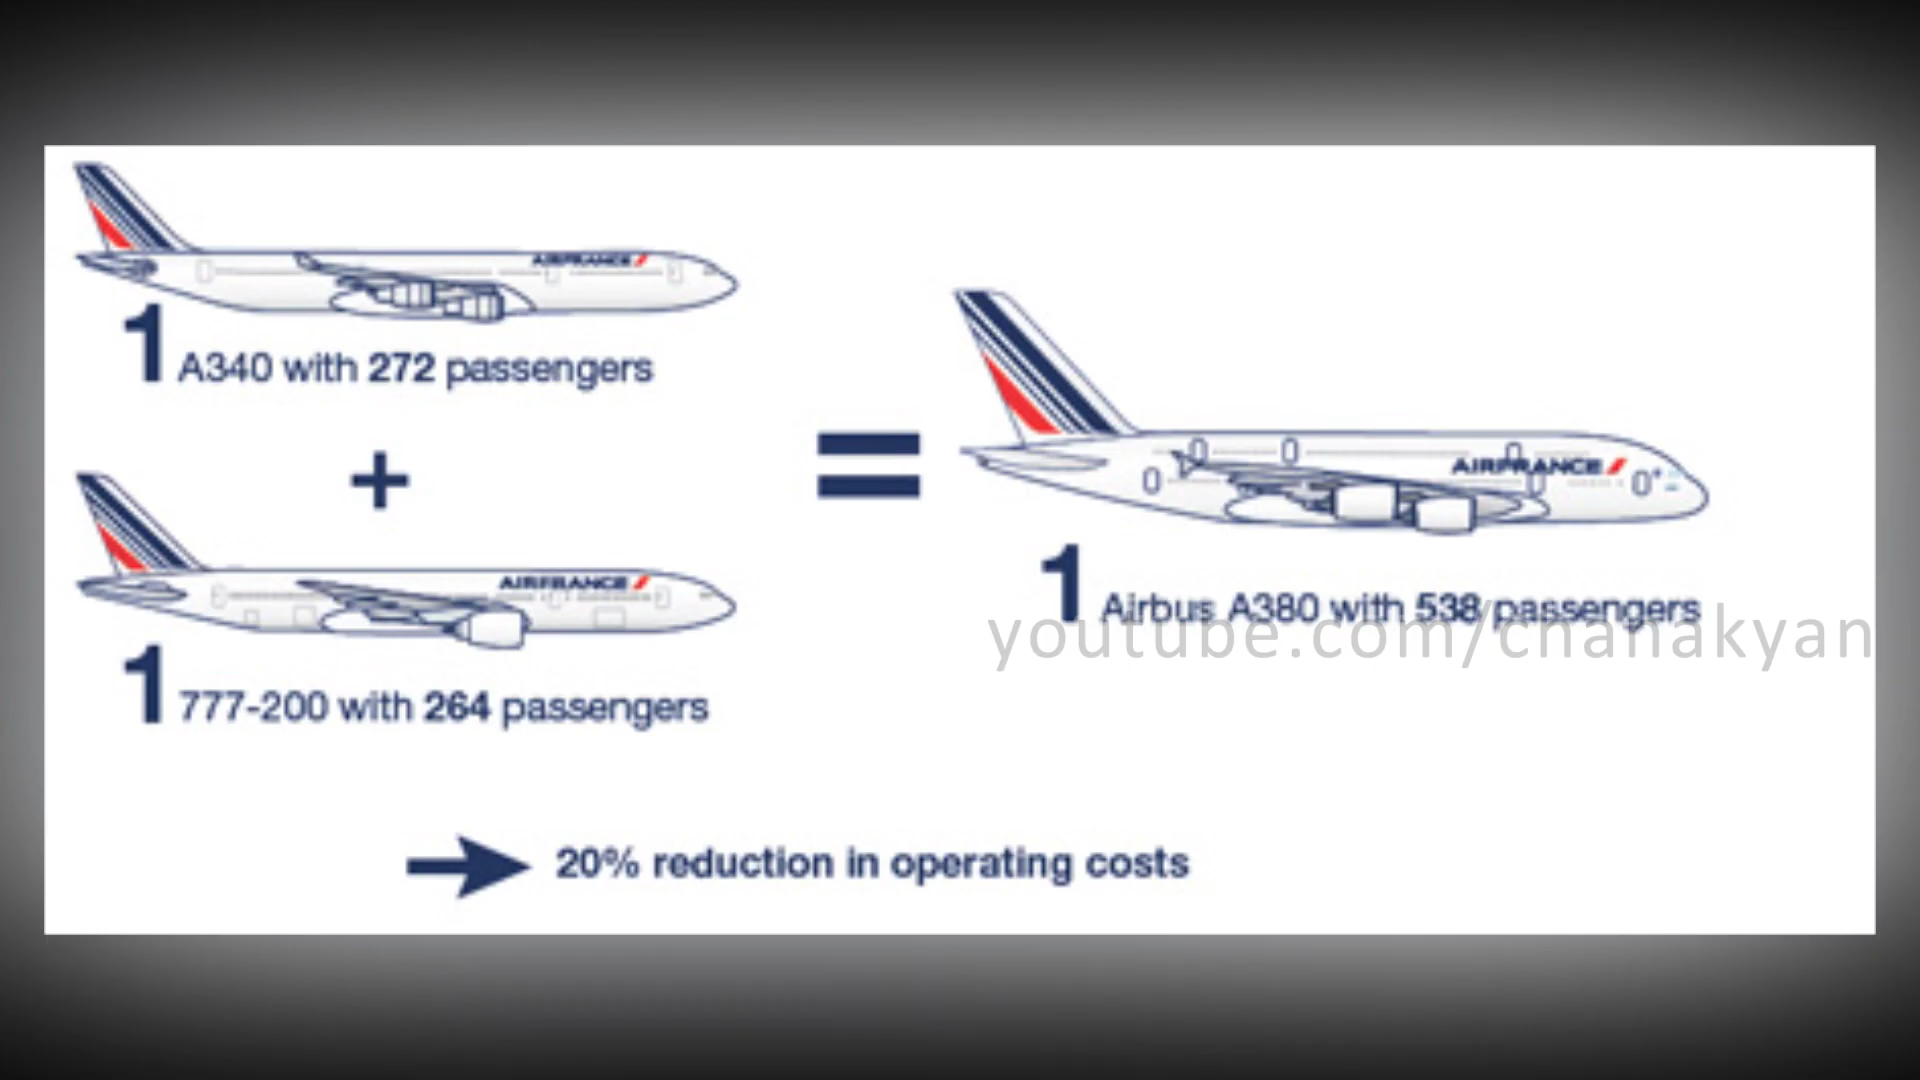 AIRFRANCE
1 A340 with 272 passengers
+
AIRFRANCE
1 777-200 with 264 passengers
=
AIRFRANCE
1 Airbus A380 with 538 passengers
youtube.com/cnanakyan
20% reduction in operating costs